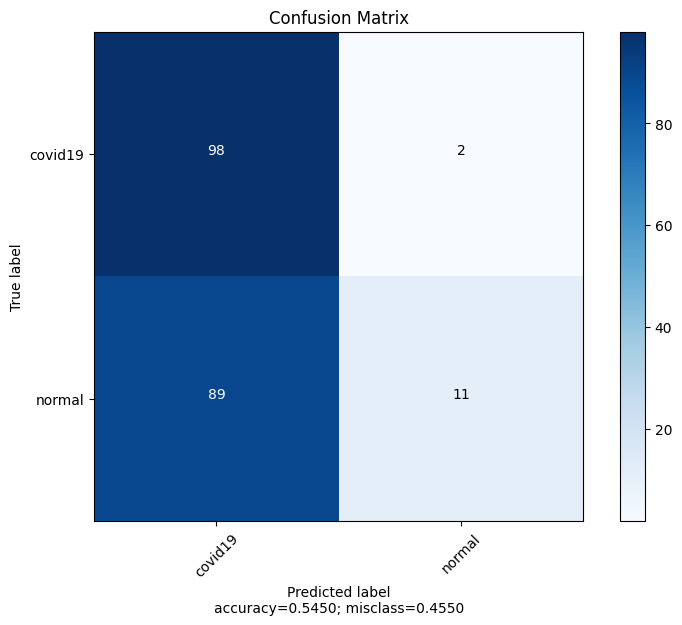 Confusion Matrix
covid19
98
2
80
60
True label
40
normal
89
11
20
covid19
normal
Predicted label
accuracy=0.5450; misclass=0.4550